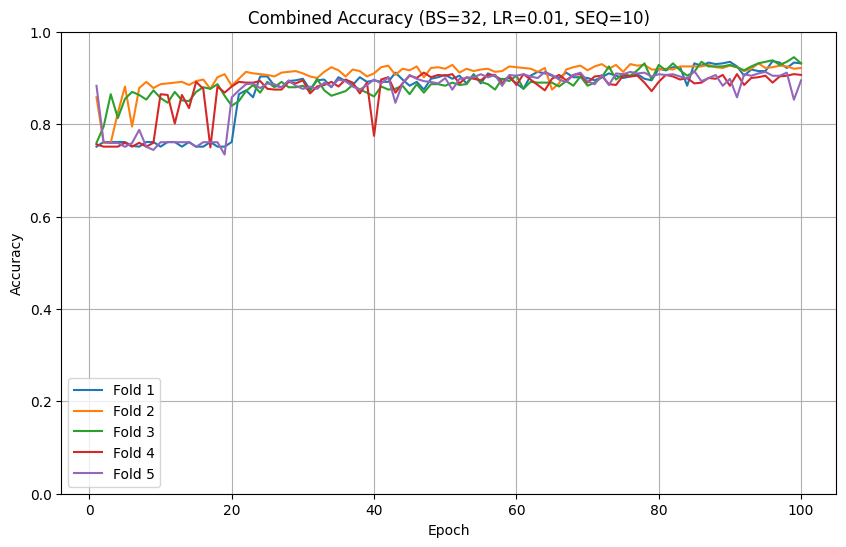 Combined Accuracy (BS=32, LR=0.01, SEQ=10)
1.0
0.8
0.6
0.4
0.2
0.0
Accuracy
Fold 1
Fold 2
Fold 3
Fold 4
Fold 5
0 20 40 60 80 100
Epoch